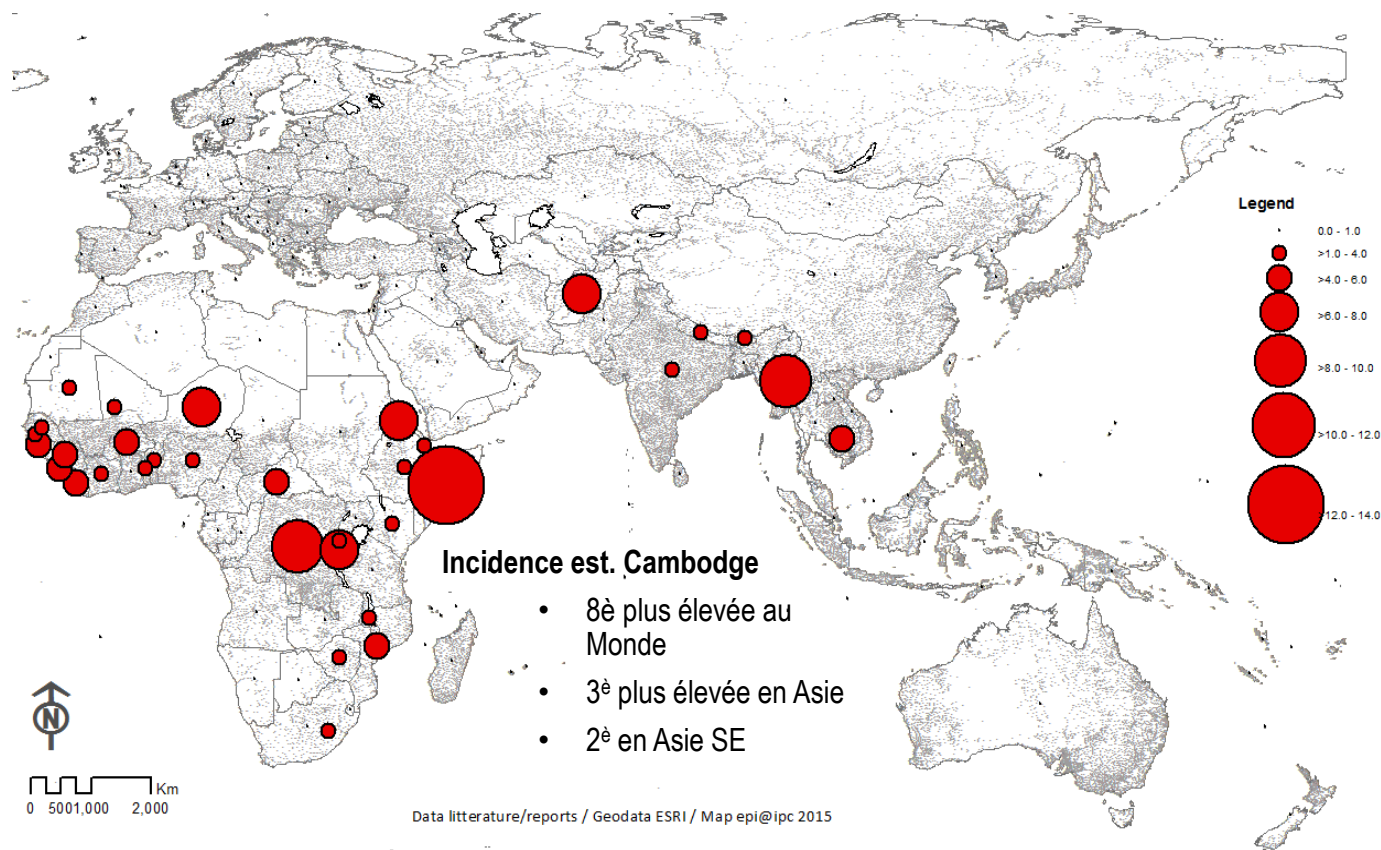 Legend
0.0 - 1.0
>1.0 - 4.0
>4.0 - 6.0
>6.0 - 8.0
>8.0 - 10.0
>10.0 - 12.0
>12.0 - 14.0
Incidence est. Cambodge
• 8è plus élevée au
Monde
• 3è plus élevée en Asie
• 2è en Asie SE
N
Km
0 500 1,000 2,000
Data litterature/reports / Geodata ESRI / Map epi@ipc 2015